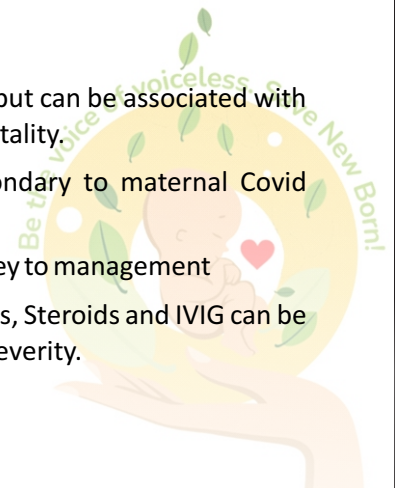 but can be associated with
tality.
ondary to maternal Covid
ey to management
s, Steroids and IVIG can be
everity.
Be the voice of voiceless, Save New Born!